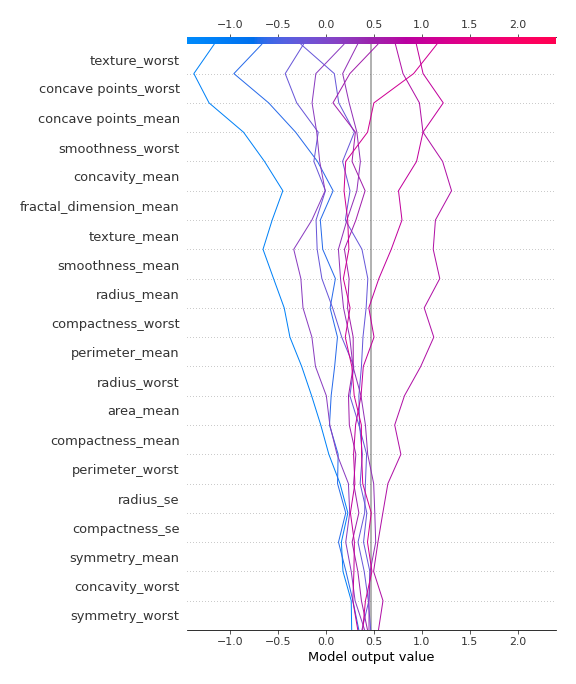 −1.0 −0.5 0.0 0.5 1.0 1.5 2.0
texture_worst
concave points_worst
concave points_mean
smoothness_worst
concavity_mean
fractal_dimension_mean
texture_mean
smoothness_mean
radius_mean
compactness_worst
perimeter_mean
radius_worst
area_mean
compactness_mean
perimeter_worst
radius_se
compactness_se
symmetry_mean
concavity_worst
symmetry_worst
−1.0 −0.5 0.0 0.5 1.0 1.5 2.0
Model output value